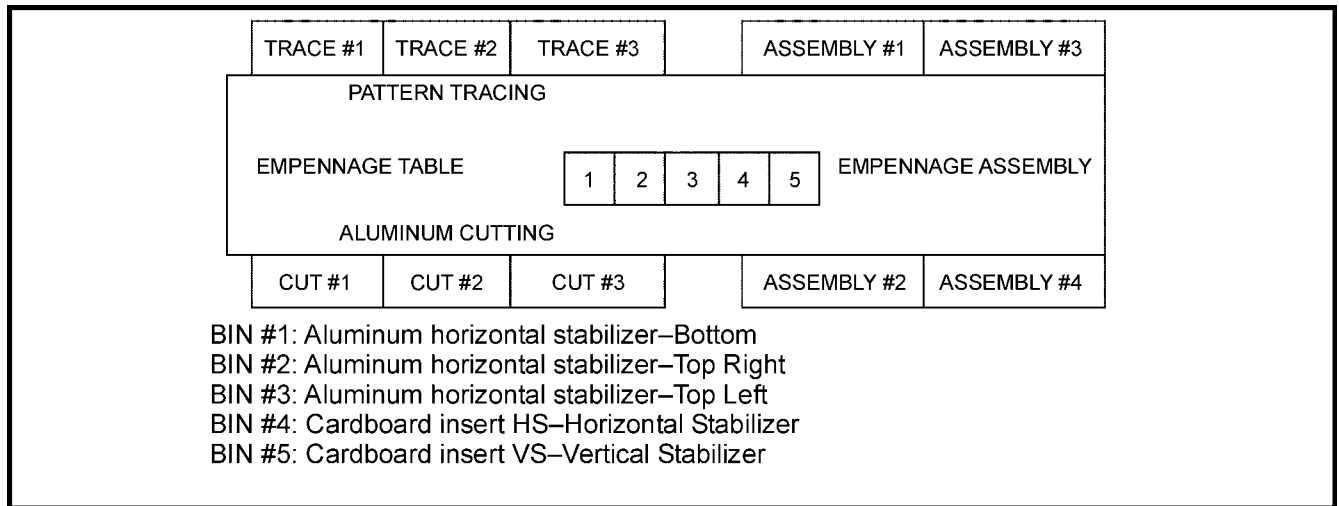 TRACE #1 TRACE #2 TRACE #3 ASSEMBLY #1 ASSEMBLY #3
PATTERN TRACING
EMPENNAGE TABLE 1 2 3 4 5 EMPENNAGE ASSEMBLY
ALUMINUM CUTTING
CUT #1 CUT #2 CUT #3 ASSEMBLY #2 ASSEMBLY #4
BIN #1: Aluminum horizontal stabilizer–Bottom
BIN #2: Aluminum horizontal stabilizer–Top Right
BIN #3: Aluminum horizontal stabilizer–Top Left
BIN #4: Cardboard insert HS–Horizontal Stabilizer
BIN #5: Cardboard insert VS–Vertical Stabilizer